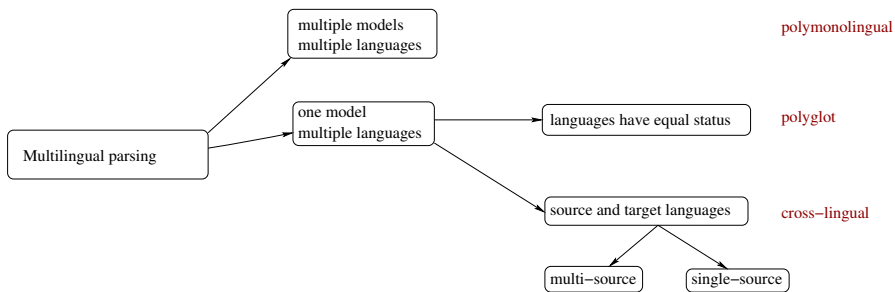 multiple models
multiple languages
polymonolingual
one model
multiple languages
languages have equal status
polyglot
Multilingual parsing
source and target languages
cross−lingual
multi−source
single−source